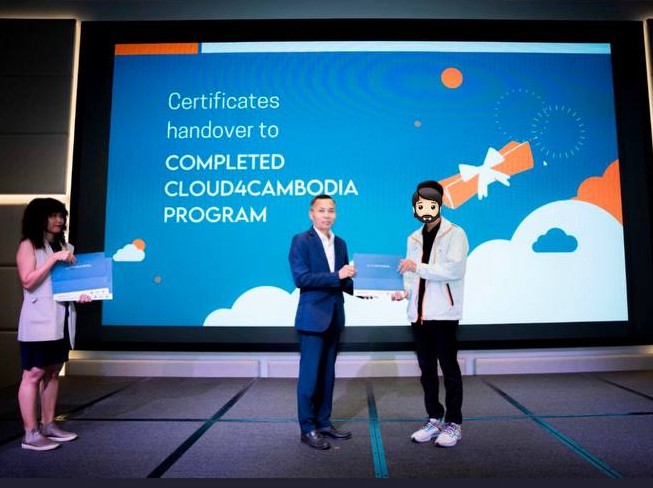 Certificates
handover to
COMPLETED
CLOUD4CAMBODIA
PROGRAM